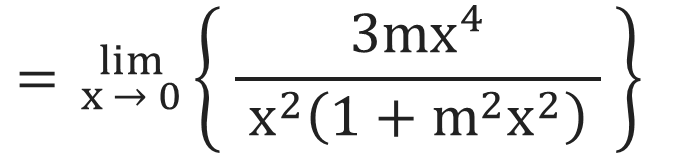 = lim x → 0 { 3mx⁴ / x²(1 + m²x²) }